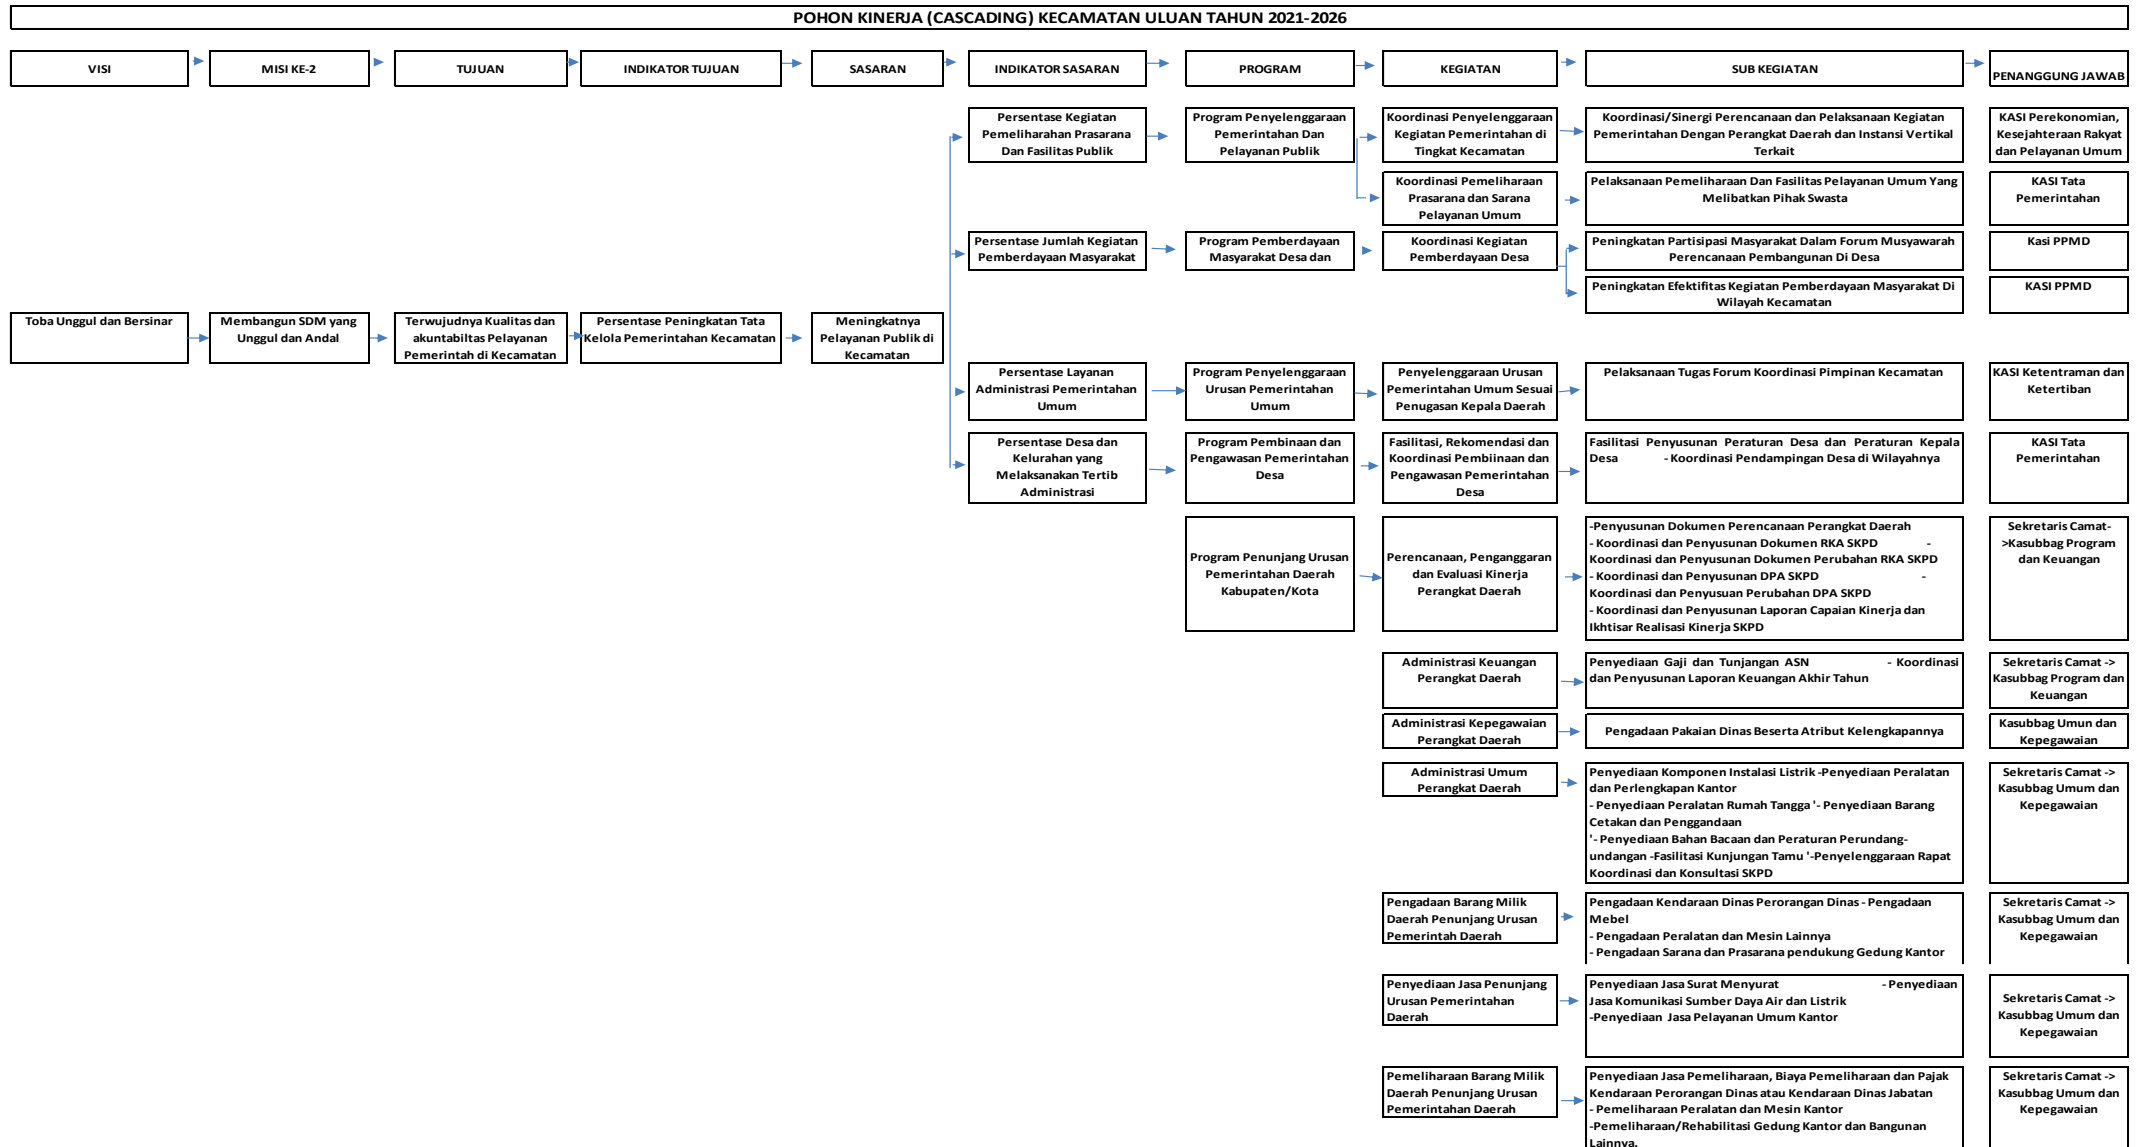 POHON KINERJA (CASCADING) KECAMATAN ULUAN TAHUN 2021-2026
VISI
MISI KE-2
TUJUAN
INDIKATOR TUJUAN
SASARAN
INDIKATOR SASARAN
PROGRAM
KEGIATAN
SUB KEGIATAN
PENANGGUNG JAWAB
Persentase Kegiatan
Pemeliharahan Prasarana
Dan Fasilitas Publik
Program Penyelenggaraan
Pemerintahan Dan
Pelayanan Publik
Koordinasi Penyelenggaraan
Kegiatan Pemerintahan di
Tingkat Kecamatan
Koordinasi/Sinergi Perencanaan dan Pelaksanaan Kegiatan
Pemerintahan Dengan Perangkat Daerah dan Instansi Vertikal
Terkait
KASI Perekonomian,
Kesejahteraan Rakyat
dan Pelayanan Umum
Koordinasi Pemeliharaan
Prasarana dan Sarana
Pelayanan Umum
Pelaksanaan Pemeliharaan Dan Fasilitas Pelayanan Umum Yang
Melibatkan Pihak Swasta
KASI Tata
Pemerintahan
Persentase Jumlah Kegiatan
Pemberdayaan Masyarakat
Program Pemberdayaan
Masyarakat Desa dan
Koordinasi Kegiatan
Pemberdayaan Desa
Peningkatan Partisipasi Masyarakat Dalam Forum Musyawarah
Perencanaan Pembangunan Di Desa
Kasi PPMD
Peningkatan Efektifitas Kegiatan Pemberdayaan Masyarakat Di
Wilayah Kecamatan
KASI PPMD
Toba Unggul dan Bersinar
Membangun SDM yang
Unggul dan Andal
Terwujudnya Kualitas dan
akuntabiltas Pelayanan
Pemerintah di Kecamatan
Persentase Peningkatan Tata
Kelola Pemerintahan Kecamatan
Meningkatnya
Pelayanan Publik di
Kecamatan
Persentase Layanan
Administrasi Pemerintahan
Umum
Program Penyelenggaraan
Urusan Pemerintahan
Umum
Penyelenggaraan Urusan
Pemerintahan Umum Sesuai
Penugasan Kepala Daerah
Pelaksanaan Tugas Forum Koordinasi Pimpinan Kecamatan
KASI Ketentraman dan
Ketertiban
Persentase Desa dan
Kelurahan yang
Melaksanakan Tertib
Administrasi
Program Pembinaan dan
Pengawasan Pemerintahan
Desa
Fasilitasi, Rekomendasi dan
Koordinasi Pembiinaan dan
Pengawasan Pemerintahan
Desa
Fasilitasi Penyusunan Peraturan Desa dan Peraturan Kepala
Desa - Koordinasi Pendampingan Desa di Wilayahnya
KASI Tata
Pemerintahan
Program Penunjang Urusan
Pemerintahan Daerah
Kabupaten/Kota
Perencanaan, Penganggaran
dan Evaluasi Kinerja
Perangkat Daerah
-Penyusunan Dokumen Perencanaan Perangkat Daerah
- Koordinasi dan Penyusunan Dokumen RKA SKPD -
Koordinasi dan Penyusunan Dokumen Perubahan RKA SKPD
- Koordinasi dan Penyusunan DPA SKPD -
Koordinasi dan Penyusuan Perubahan DPA SKPD
- Koordinasi dan Penyusunan Laporan Capaian Kinerja dan
Ikhtisar Realisasi Kinerja SKPD
Sekretaris Camat-
>Kasubbag Program
dan Keuangan
Administrasi Keuangan
Perangkat Daerah
Penyediaan Gaji dan Tunjangan ASN - Koordinasi
dan Penyusunan Laporan Keuangan Akhir Tahun
Sekretaris Camat ->
Kasubbag Program dan
Keuangan
Administrasi Kepegawaian
Perangkat Daerah
Pengadaan Pakaian Dinas Beserta Atribut Kelengkapannya
Kasubbag Umun dan
Kepegawaian
Administrasi Umum
Perangkat Daerah
Penyediaan Komponen Instalasi Listrik -Penyediaan Peralatan
dan Perlengkapan Kantor
- Penyediaan Peralatan Rumah Tangga '- Penyediaan Barang
Cetakan dan Penggandaan
'- Penyediaan Bahan Bacaan dan Peraturan Perundang-
undangan -Fasilitasi Kunjungan Tamu '-Penyelenggaraan Rapat
Koordinasi dan Konsultasi SKPD
Sekretaris Camat ->
Kasubbag Umum dan
Kepegawaian
Pengadaan Barang Milik
Daerah Penunjang Urusan
Pemerintah Daerah
Pengadaan Kendaraan Dinas Perorangan Dinas - Pengadaan
Mebel
- Pengadaan Peralatan dan Mesin Lainnya
- Pengadaan Sarana dan Prasarana pendukung Gedung Kantor
Sekretaris Camat ->
Kasubbag Umum dan
Kepegawaian
Penyediaan Jasa Penunjang
Urusan Pemerintahan
Daerah
Penyediaan Jasa Surat Menyurat - Penyediaan
Jasa Komunikasi Sumber Daya Air dan Listrik
-Penyediaan Jasa Pelayanan Umum Kantor
Sekretaris Camat ->
Kasubbag Umum dan
Kepegawaian
Pemeliharaan Barang Milik
Daerah Penunjang Urusan
Pemerintahan Daerah
Penyediaan Jasa Pemeliharaan, Biaya Pemeliharaan dan Pajak
Kendaraan Perorangan Dinas atau Kendaraan Dinas Jabatan
- Pemeliharaan Peralatan dan Mesin Kantor
-Pemeliharaan/Rehabilitasi Gedung Kantor dan Bangunan
Lainnya.
Sekretaris Camat ->
Kasubbag Umum dan
Kepegawaian